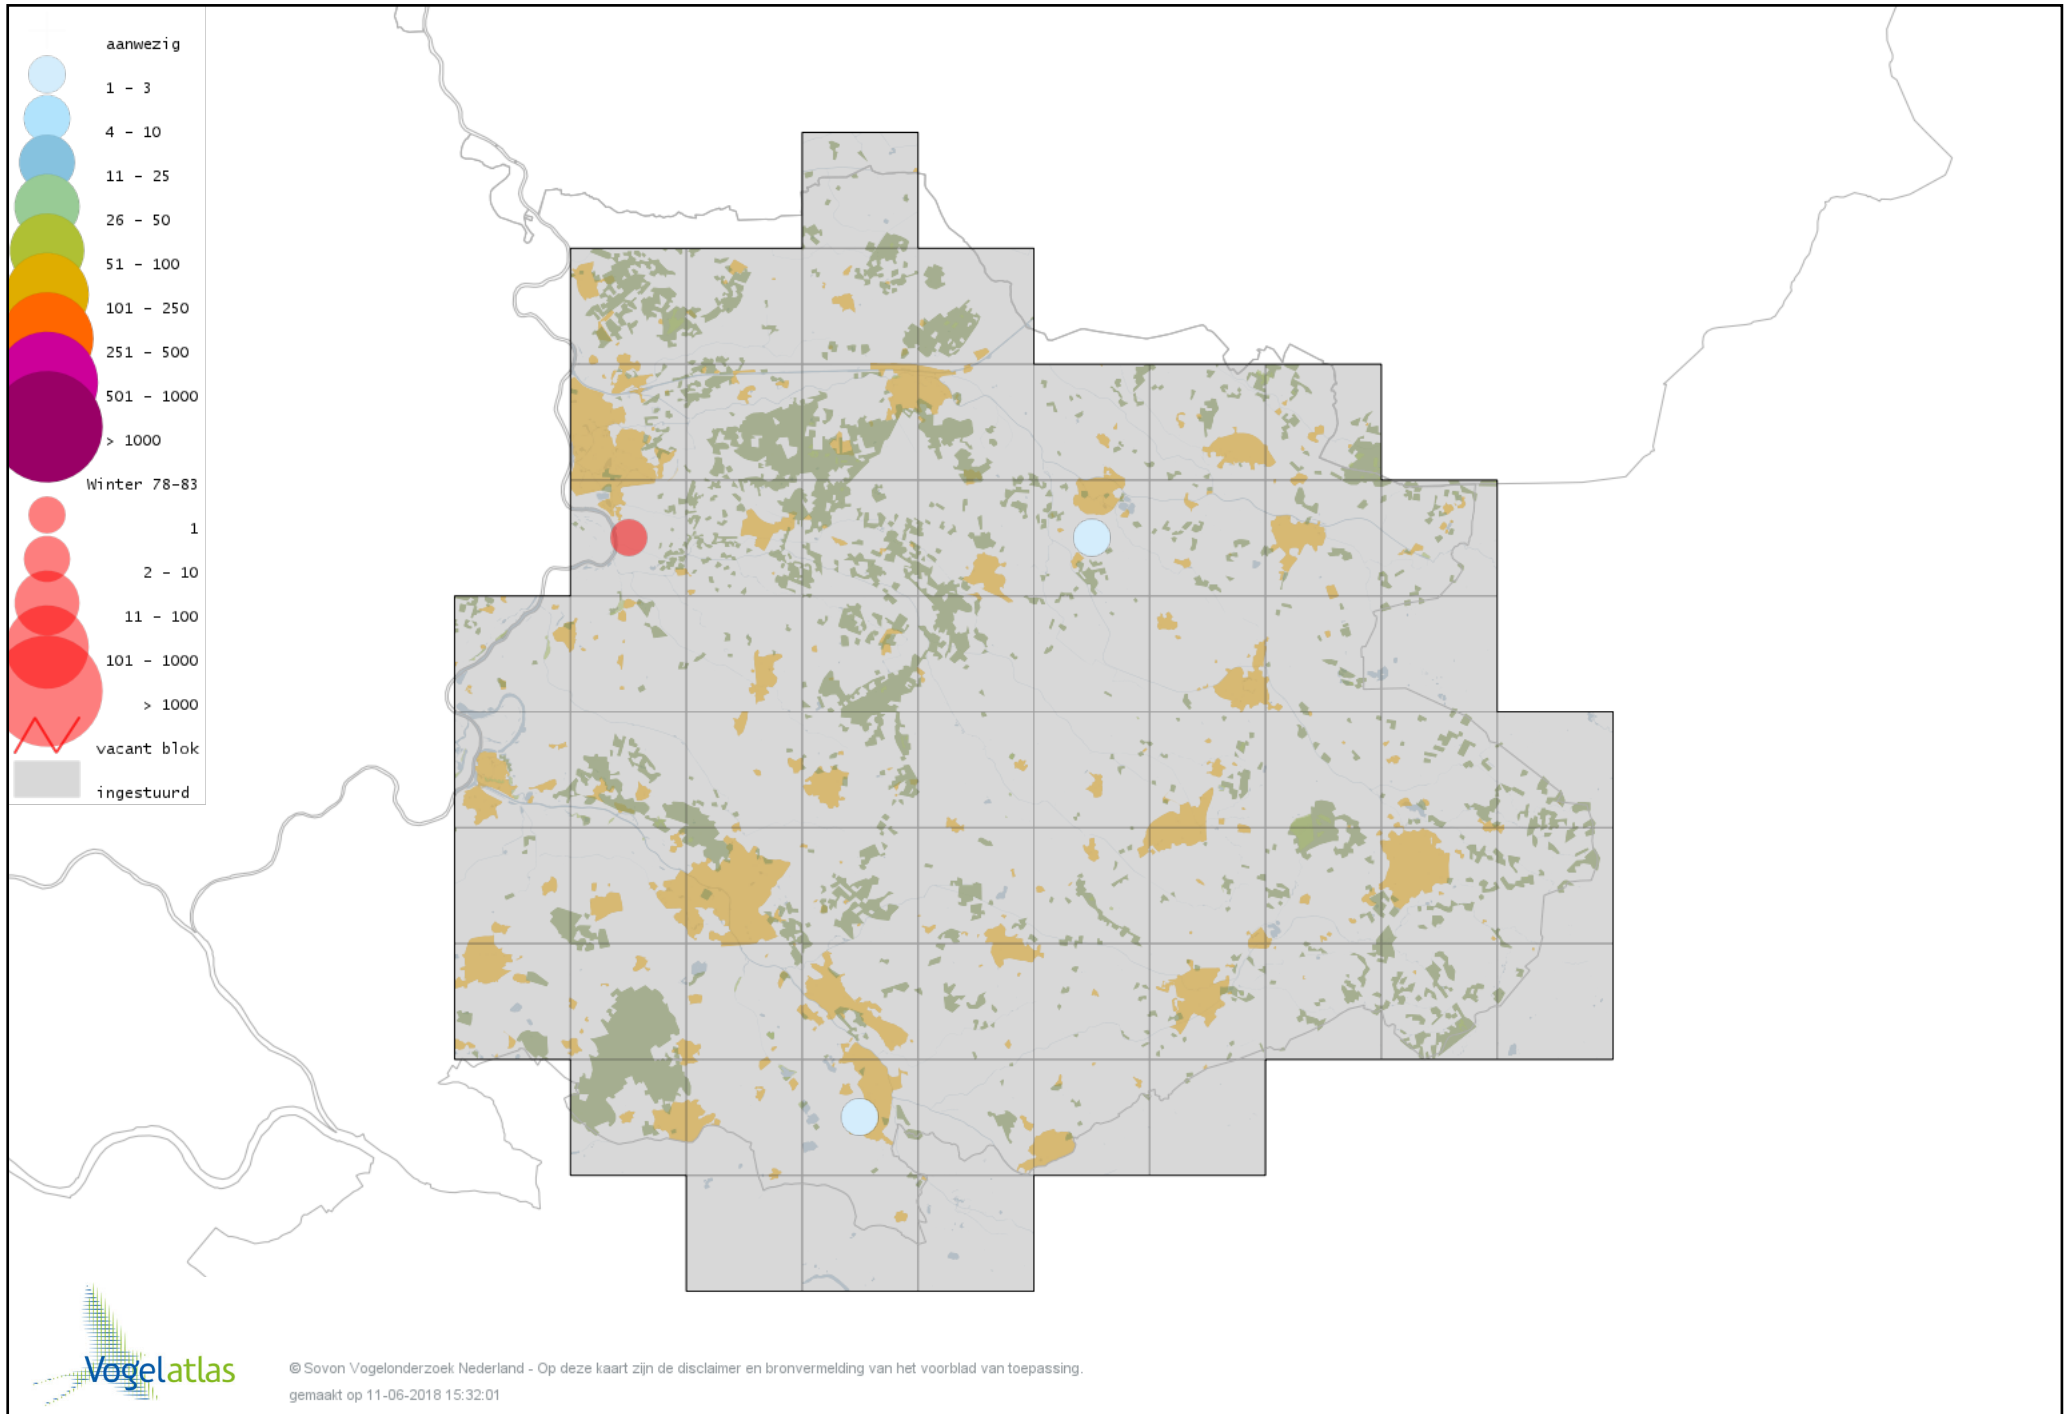 aanwezig
1 - 3
4 - 10
11 - 25
26 - 50
51 - 100
101 - 250
251 - 500
501 - 1000
> 1000
Winter 78-83
1
2 - 10
11 - 100
101 - 1000
> 1000
vacant blok
ingestuurd
Vogelatlas
© Sovon Vogelonderzoek Nederland - Op deze kaart zijn de disclaimer en bronvermelding van het voorblad van toepassing.
gemaakt op 11-06-2018 15:32:01